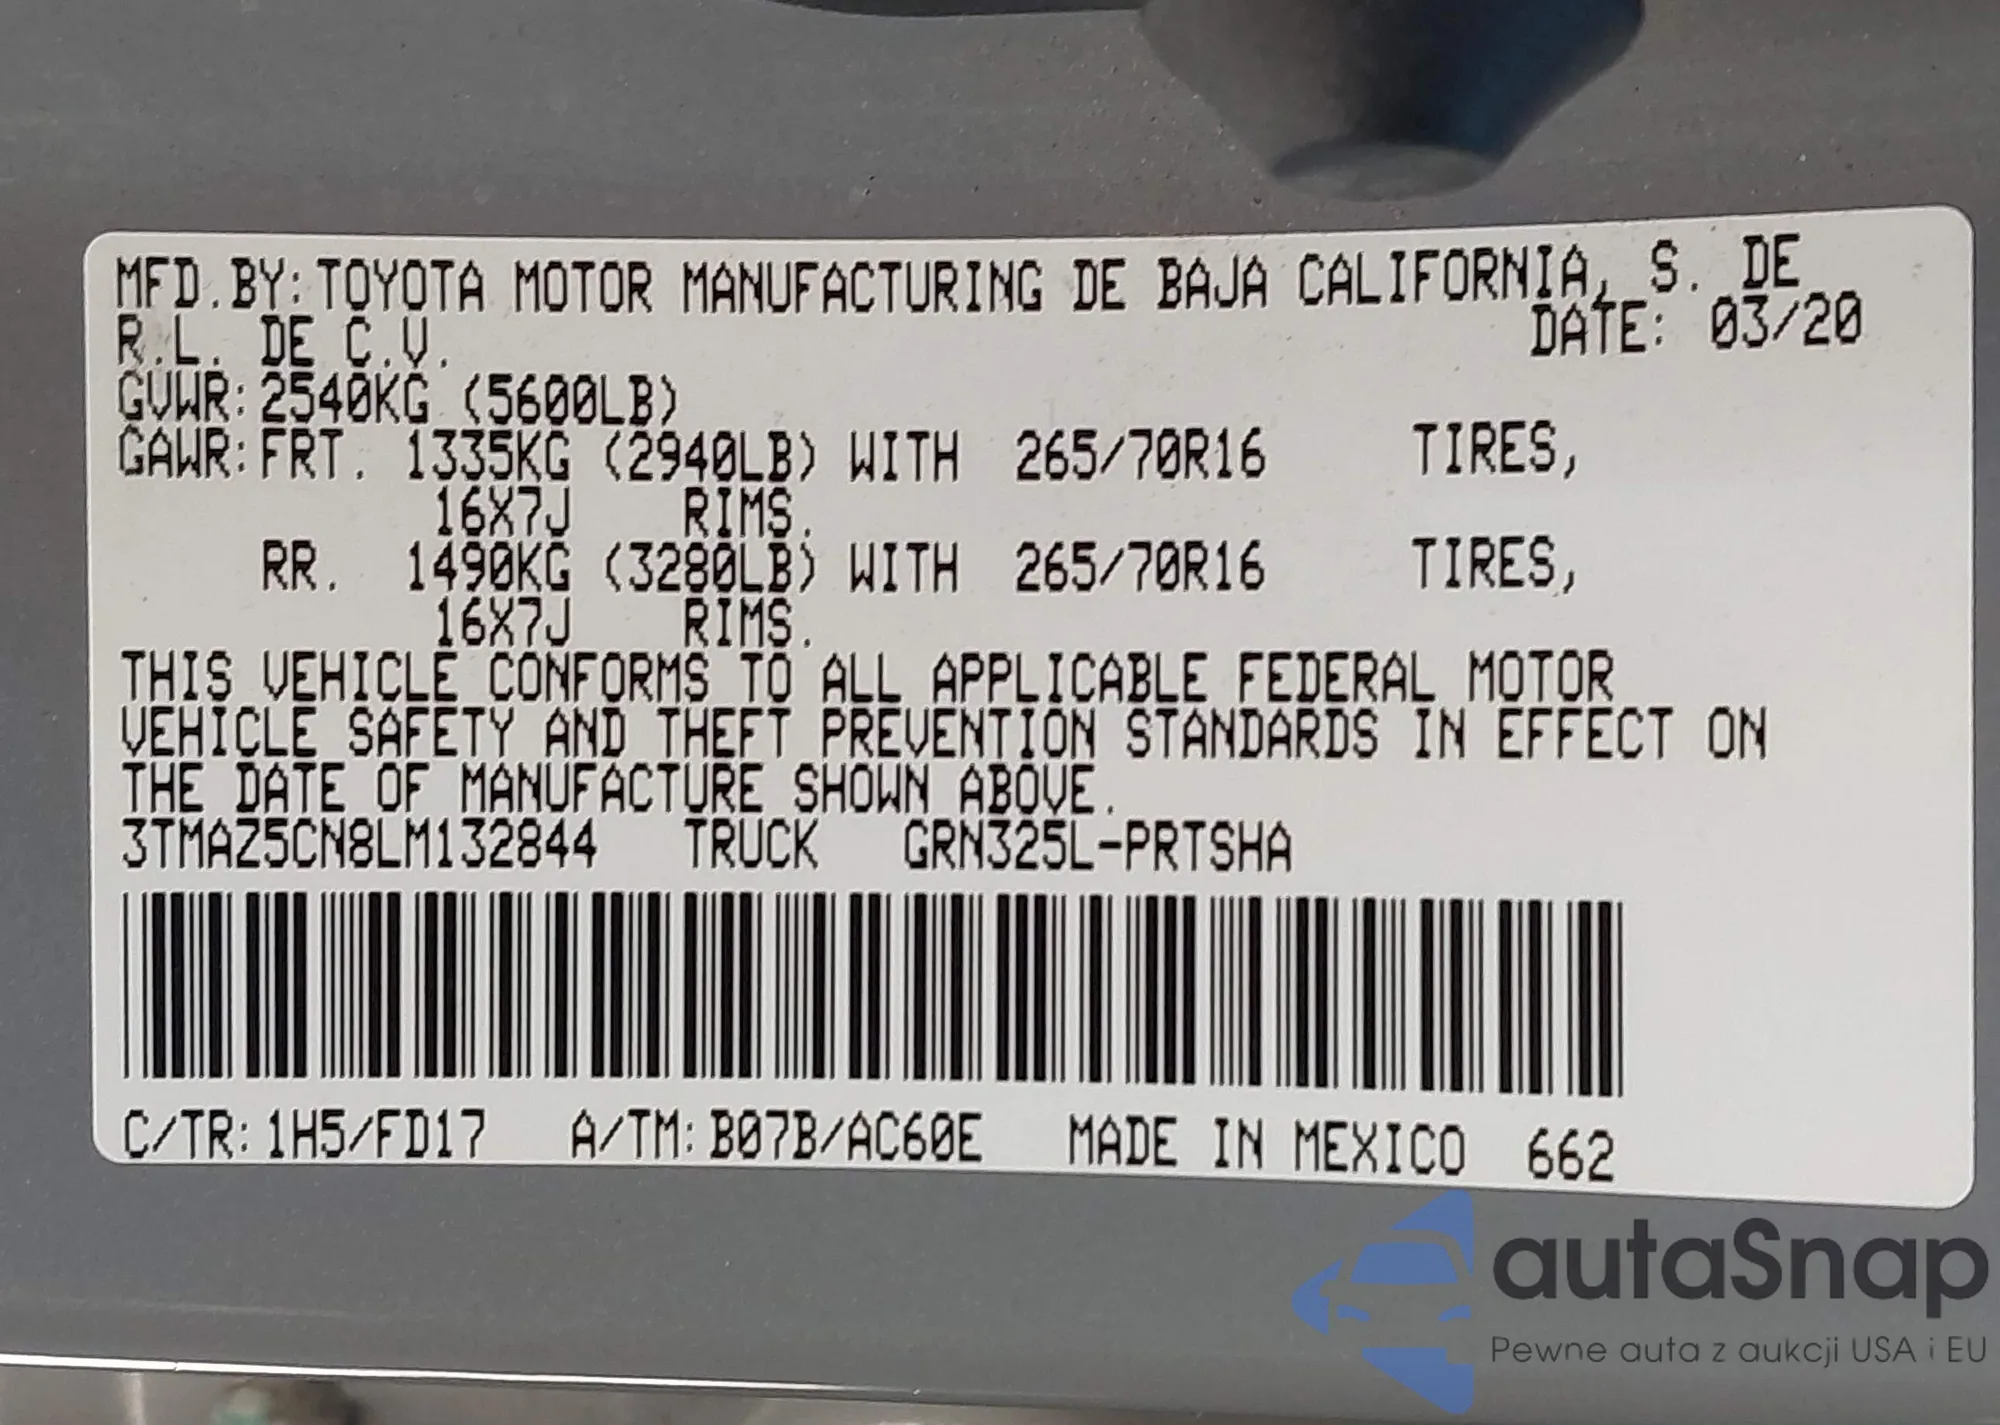 MFD.BY:TOYOTA MOTOR MANUFACTURING DE BAJA CALIFORNIA, S. DE
R.L. DE C.V. DATE: 03/20
GVWR:2540KG (5600LB)
GAWR:FRT. 1335KG (2940LB) WITH 265/70R16 TIRES,
16X7J RIMS.
RR. 1490KG (3280LB) WITH 265/70R16 TIRES,
16X7J RIMS.
THIS VEHICLE CONFORMS TO ALL APPLICABLE FEDERAL MOTOR
VEHICLE SAFETY AND THEFT PREVENTION STANDARDS IN EFFECT ON
THE DATE OF MANUFACTURE SHOWN ABOVE.
3TMAZ5CN8LM132844 TRUCK GRN325L-PRTSHA
C/TR:1H5/FD17 A/TM:B07B/AC60E MADE IN MEXICO 662
autaSnap
Pewne auta z aukcji USA i EU